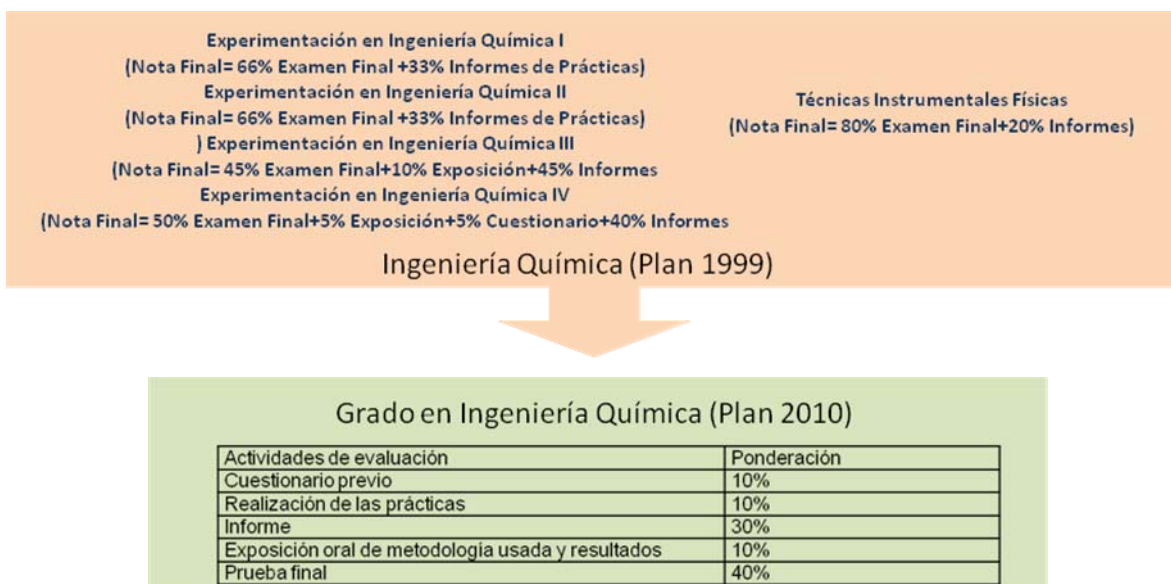 Experimentación en Ingeniería Química I
(Nota Final= 66% Examen Final +33% Informes de Prácticas)
Experimentación en Ingeniería Química II
(Nota Final= 66% Examen Final +33% Informes de Prácticas)
) Experimentación en Ingeniería Química III
(Nota Final= 45% Examen Final+10% Exposición+45% Informes
Experimentación en Ingeniería Química IV
(Nota Final= 50% Examen Final+5% Exposición+5% Cuestionario+40% Informes
Técnicas Instrumentales Físicas
(Nota Final= 80% Examen Final+20% Informes)
Ingeniería Química (Plan 1999)
Grado en Ingeniería Química (Plan 2010)
Actividades de evaluación Ponderación
Cuestionario previo 10%
Realización de las prácticas 10%
Informe 30%
Exposición oral de metodología usada y resultados 10%
Prueba final 40%